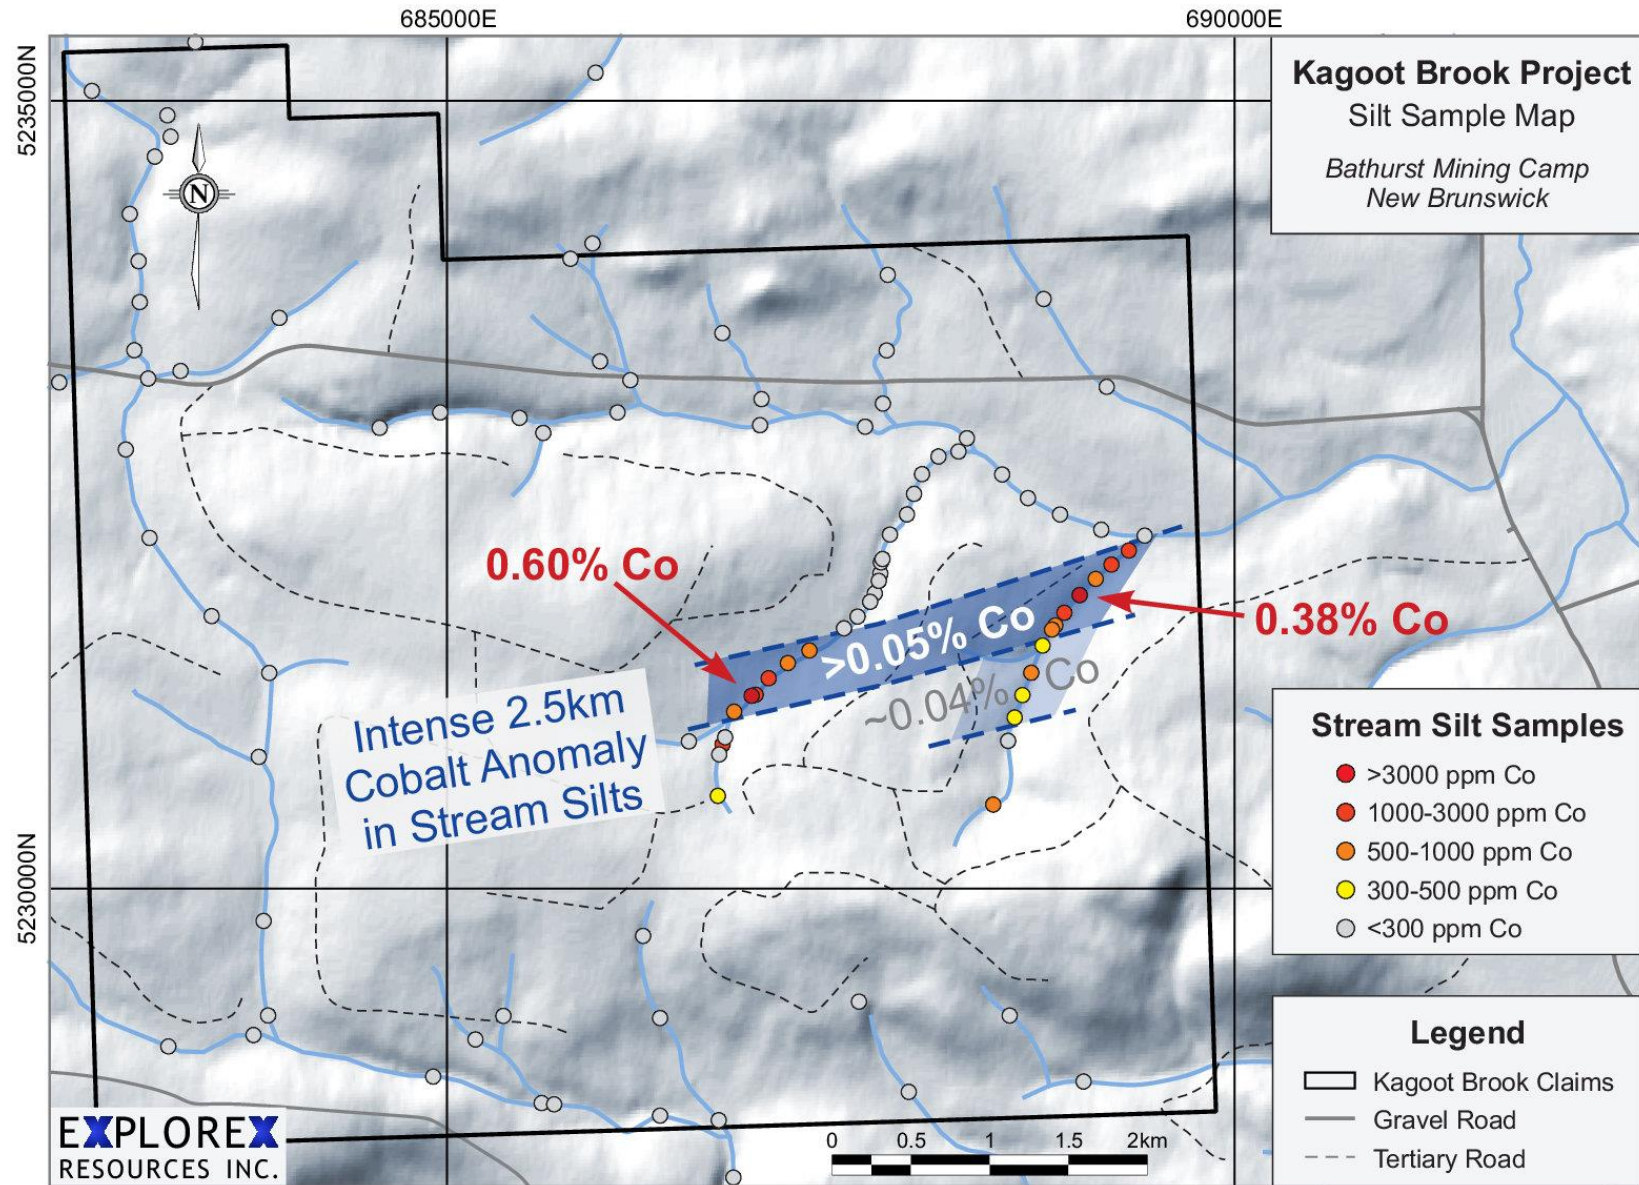 685000E
690000E
5235000N
5230000N
Kagoot Brook Project
Silt Sample Map
Bathurst Mining Camp
New Brunswick
N
0.60% Co
>0.05% Co
0.38% Co
~0.04% Co
Intense 2.5km
Cobalt Anomaly
in Stream Silts
Stream Silt Samples
>3000 ppm Co
1000-3000 ppm Co
500-1000 ppm Co
300-500 ppm Co
<300 ppm Co
Legend
Kagoot Brook Claims
Gravel Road
Tertiary Road
EXPLOREX
RESOURCES INC.
0 0.5 1 1.5 2km